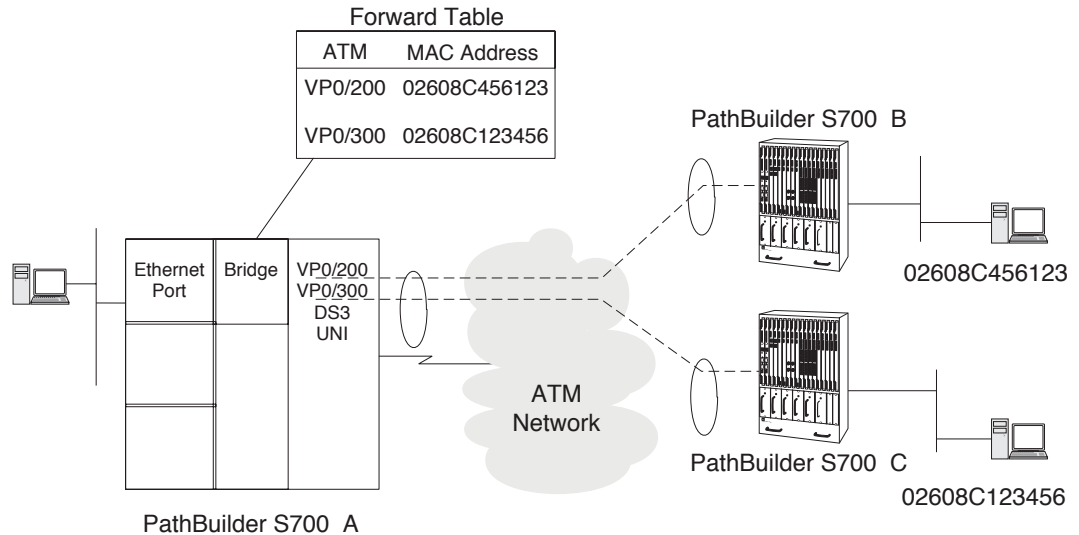 Forward Table
ATM MAC Address
VP0/200 02608C456123
VP0/300 02608C123456
PathBuilder S700 B
02608C456123
Ethernet Port
Bridge
VP0/200
VP0/300
DS3
UNI
ATM
Network
PathBuilder S700 C
02608C123456
PathBuilder S700 A